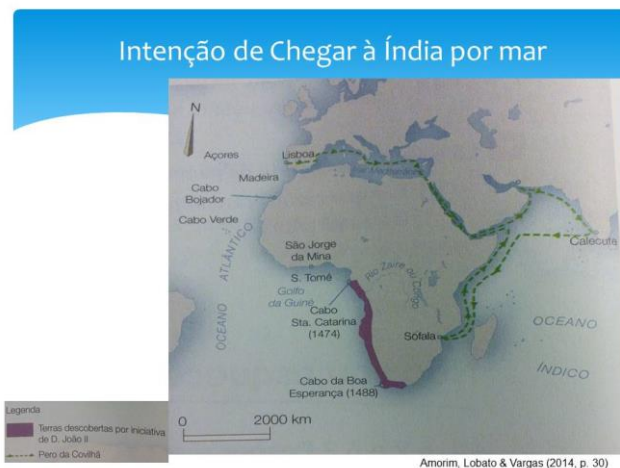 Intenção de Chegar à Índia por mar
N
Açores
Lisboa
Mar Mediterrâneo
Madeira
Cabo
Bojador
Cabo Verde
Calecute
OCEANO ATLÂNTICO
São Jorge
da Mina
S. Tomé
Golfo
da Guiné
Rio Zaire ou Congo
Cabo
Sta. Catarina
(1474)
Sofala
OCEANO
ÍNDICO
Cabo da Boa
Esperança (1488)
0 2000 km
Legenda
Terras descobertas por iniciativa
de D. João II
Pero da Covilhã
Amorim, Lobato & Vargas (2014, p. 30)